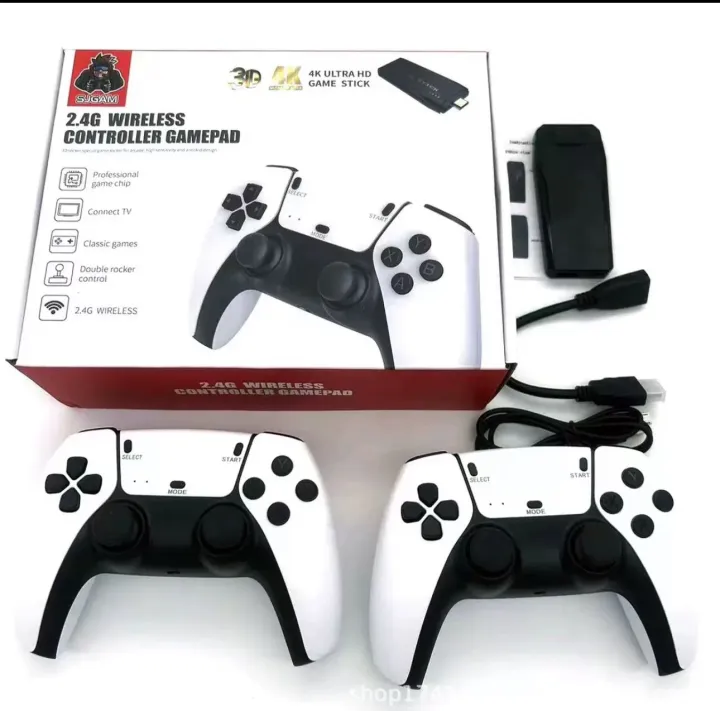 SJGAM
3D 4K
4K ULTRA HD
GAME STICK
2.4G WIRELESS
CONTROLLER GAMEPAD
Professional
game chip
Connect TV
Classic games
Double rocker
control
2.4G WIRELESS
SELECT
START
MODE
Y
X
B
A
2.4G WIRELESS
CONTROLLER GAMEPAD
SELECT
START
MODE
Y
SELECT
START
MODE